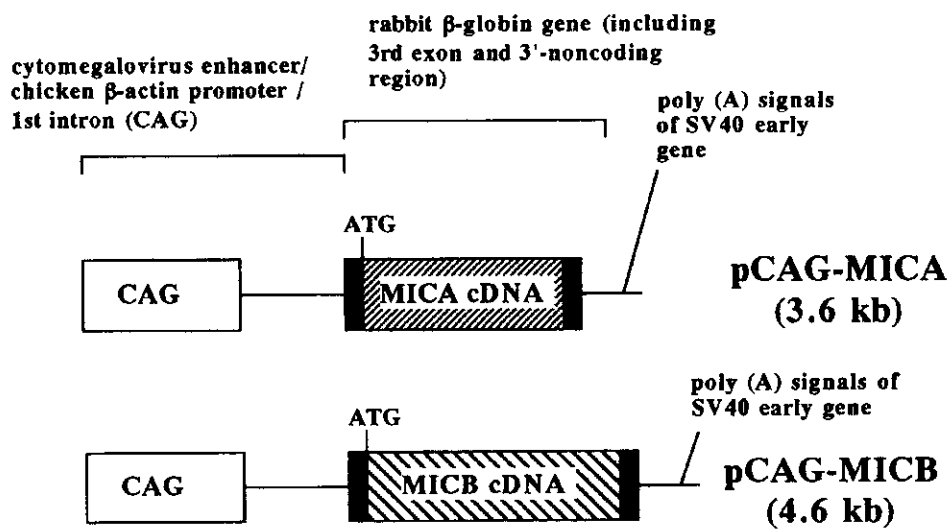 cytomegalovirus enhancer/
chicken β-actin promoter /
1st intron (CAG)
rabbit β-globin gene (including
3rd exon and 3'-noncoding
region)
poly (A) signals
of SV40 early
gene
ATG
CAG
MICA cDNA
pCAG-MICA
(3.6 kb)
poly (A) signals of
SV40 early gene
ATG
CAG
MICB cDNA
pCAG-MICB
(4.6 kb)